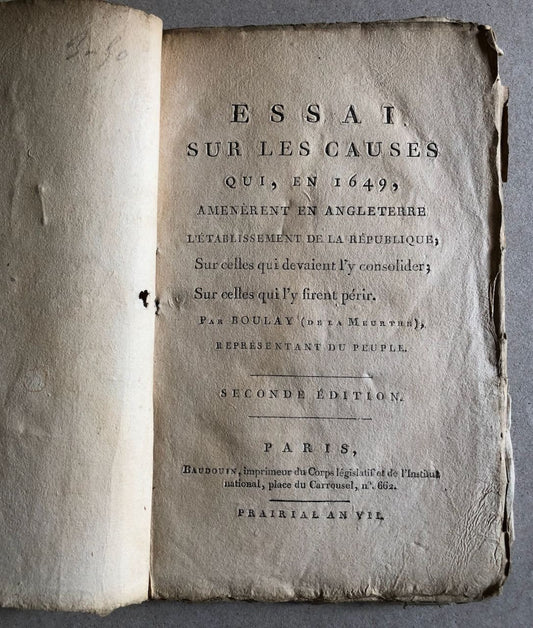 3-50
ESSAI
SUR LES CAUSES
QUI, EN 1649,
AMENÈRENT EN ANGLETERRE
L'ÉTABLISSEMENT DE LA RÉPUBLIQUE;
Sur celles qui devaient l'y consolider;
Sur celles qui l'y firent périr.
PAR BOULAY (DE LA MEURTHE),
REPRÉSENTANT DU PEUPLE.
SECONDE ÉDITION.
PARIS,
BAUDOUIN, imprimeur du Corps législatif et de l'Institut
national, place du Carrousel, n°. 662.
PRAIRIAL AN VII.